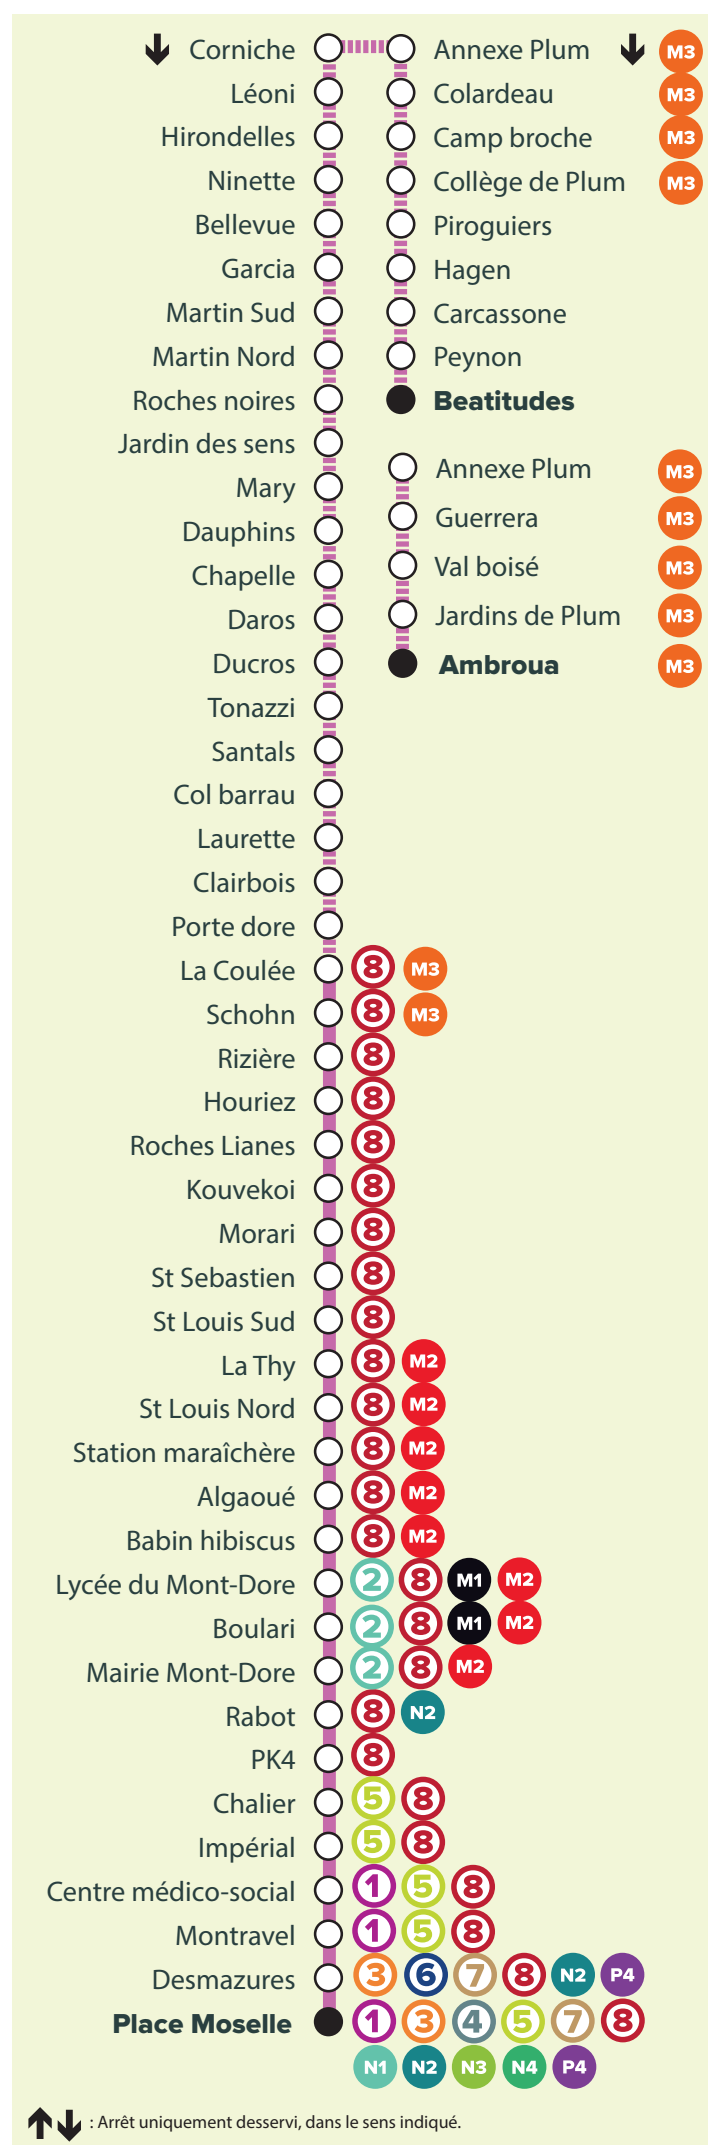 Corniche Annexe Plum M3
Léoni Colardeau M3
Hirondelles Camp broche M3
Ninette Collège de Plum M3
Bellevue Piroguiers
Garcia Hagen
Martin Sud Carcassone
Martin Nord Peynon
Roches noires Beatitudes
Jardin des sens
Annexe Plum M3
Mary
Guerrera M3
Dauphins
Val boisé M3
Chapelle
Daros Jardins de Plum M3
Ducros Ambroua M3
Tonazzi
Santals
Col barrau
Laurette
Clairbois
Porte dore
La Coulée 8 M3
Schohn 8 M3
Rizière 8
Houriez 8
Roches Lianes 8
Kouvekoi 8
Morari 8
St Sebastien 8
St Louis Sud 8
La Thy 8 M2
St Louis Nord 8 M2
Station maraîchère 8 M2
Algaoué 8 M2
Babin hibiscus 8 M2
Lycée du Mont-Dore 2 8 M1 M2
Boulari 2 8 M1 M2
Mairie Mont-Dore 2 8 M2
Rabot 8 N2
PK4 8
Chalier 5 8
Impérial 5 8
Centre médico-social 1 5 8
Montravel 1 5 8
Desmazures 3 6 7 8 N2 P4
Place Moselle 1 3 4 5 7 8
N1 N2 N3 N4 P4
: Arrêt uniquement desservi, dans le sens indiqué.